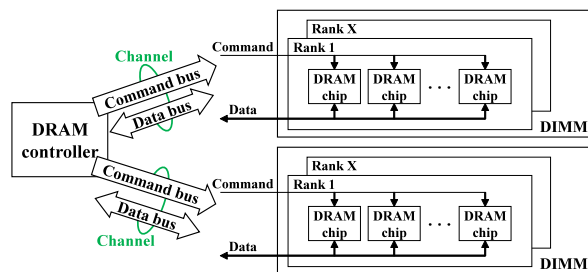 Rank X
Channel
Command
Rank 1
Command bus
DRAM
chip
DRAM
chip
. . .
DRAM
chip
Data bus
Data
DIMM
DRAM
controller
Rank X
Command bus
Command
Rank 1
Data bus
DRAM
chip
DRAM
chip
. . .
DRAM
chip
Channel
Data
DIMM